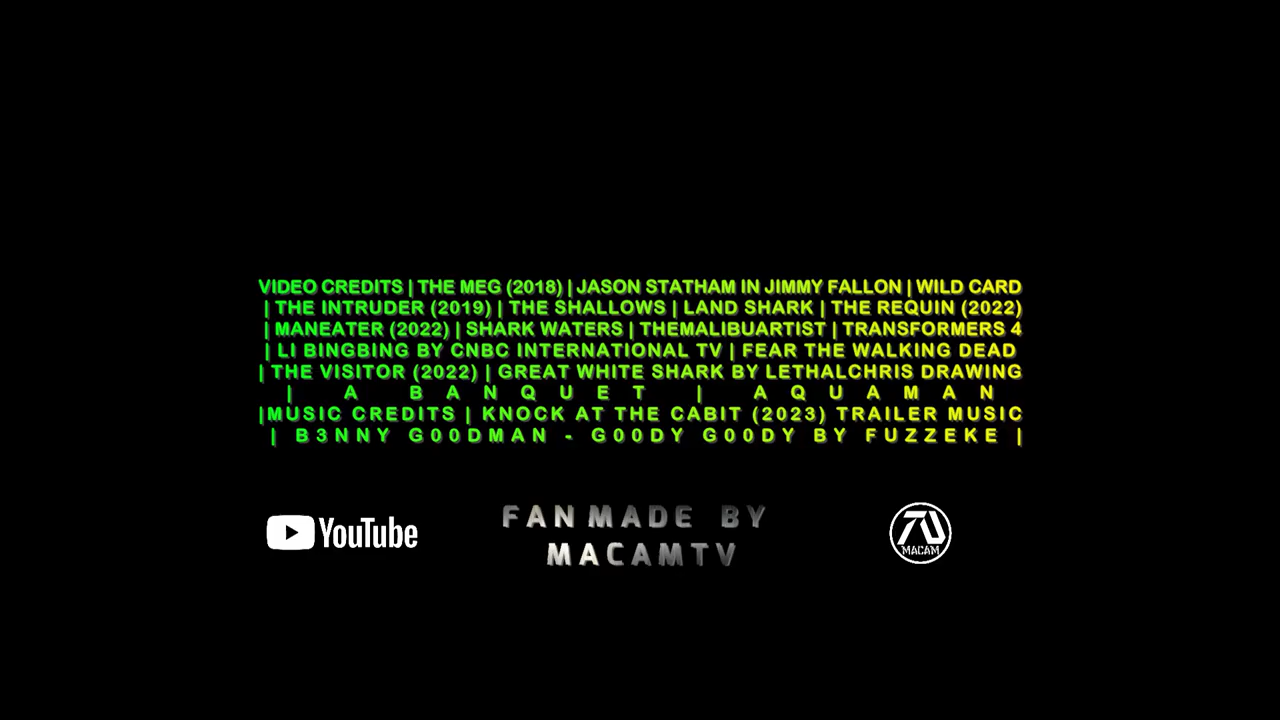 VIDEO CREDITS | THE MEG (2018) | JASON STATHAM IN JIMMY FALLON | WILD CARD
| THE INTRUDER (2019) | THE SHALLOWS | LAND SHARK | THE REQUIN (2022)
| MANEATER (2022) | SHARK WATERS | THEMALIBUARTIST | TRANSFORMERS 4
| LI BINGBING BY CNBC INTERNATIONAL TV | FEAR THE WALKING DEAD
| THE VISITOR (2022) | GREAT WHITE SHARK BY LETHALCHRIS DRAWING
| A BANQUET | AQUAMAN
|MUSIC CREDITS | KNOCK AT THE CABIT (2023) TRAILER MUSIC
| B3NNY G00DMAN - G00DY G00DY BY FUZZEKE |
YouTube
FANMADE BY
MACAMTV
MACAM